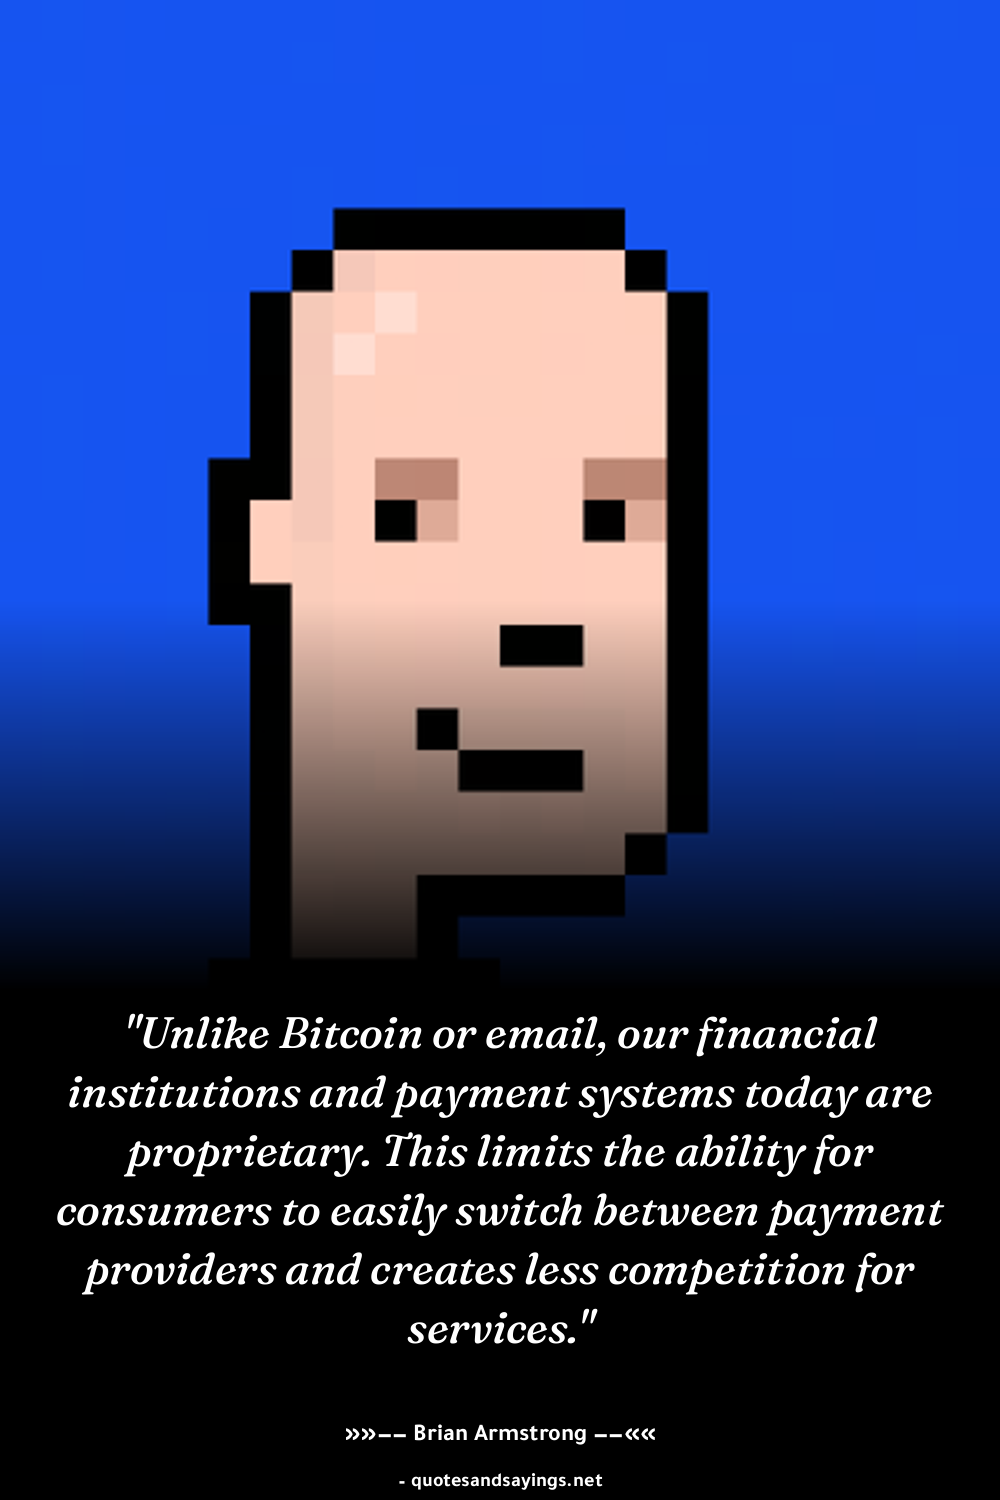 "Unlike Bitcoin or email, our financial
institutions and payment systems today are
proprietary. This limits the ability for
consumers to easily switch between payment
providers and creates less competition for
services."
»»−− Brian Armstrong −−««
- quotesandsayings.net